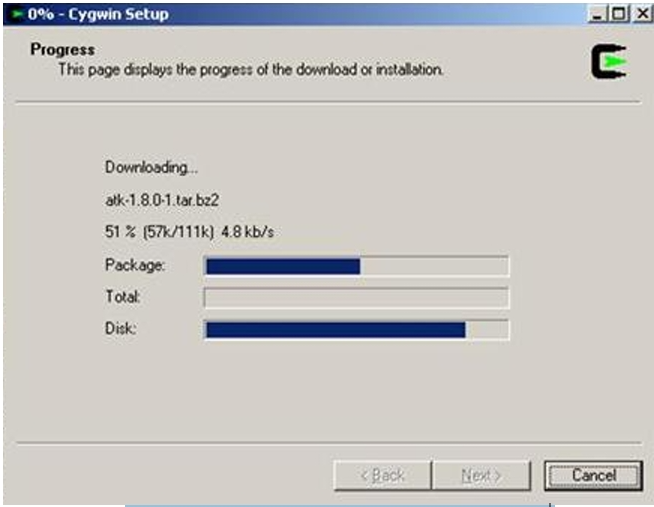 0% - Cygwin Setup
Progress
This page displays the progress of the download or installation.
Downloading...
atk-1.8.0-1.tar.bz2
51 % (57k/111k) 4.8 kb/s
Package:
Total:
Disk:
< Back Next > Cancel